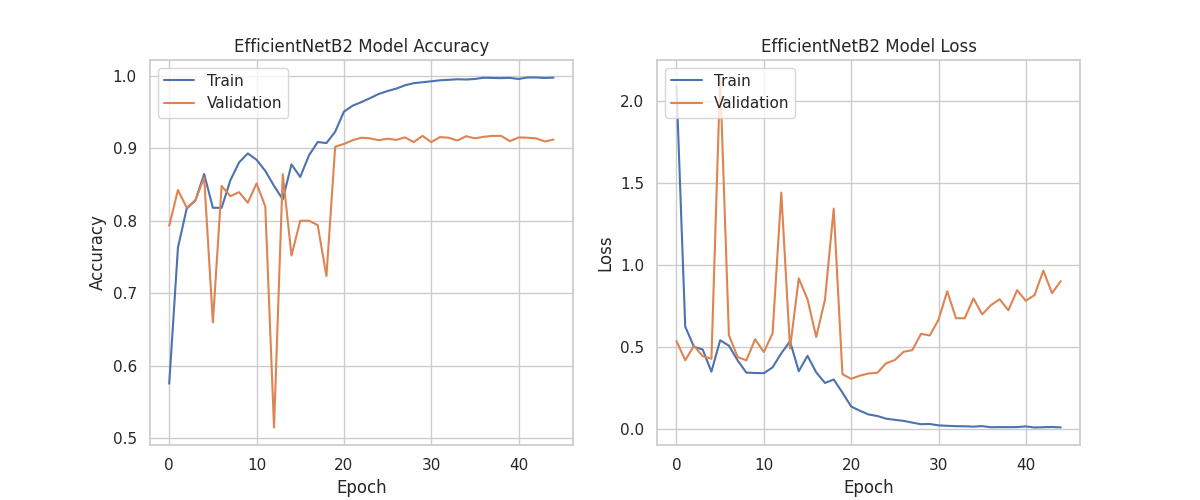 EfficientNetB2 Model Accuracy
Train
Validation
1.0
0.9
0.8
0.7
0.6
0.5
Accuracy
0 10 20 30 40
Epoch
EfficientNetB2 Model Loss
Train
Validation
2.0
1.5
1.0
0.5
0.0
Loss
0 10 20 30 40
Epoch